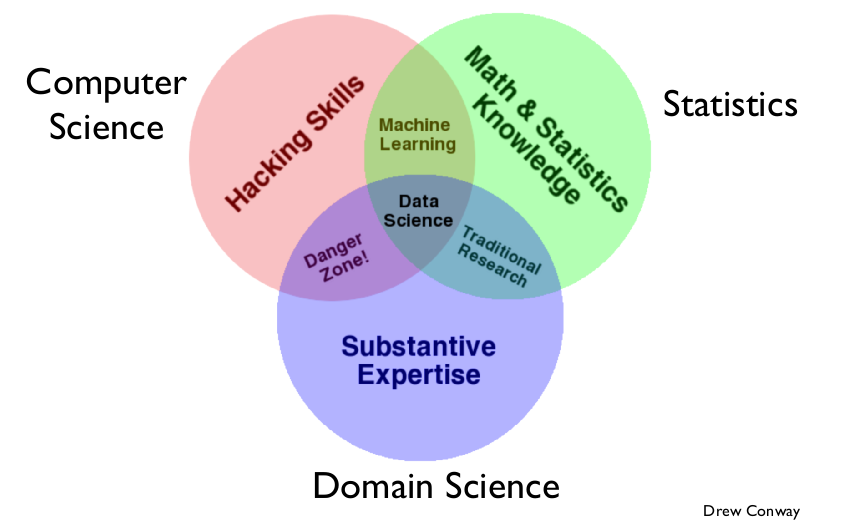 Computer
Science
Hacking Skills
Math & Statistics
Knowledge
Statistics
Machine
Learning
Data
Science
Danger
Zone!
Traditional
Research
Substantive
Expertise
Domain Science
Drew Conway